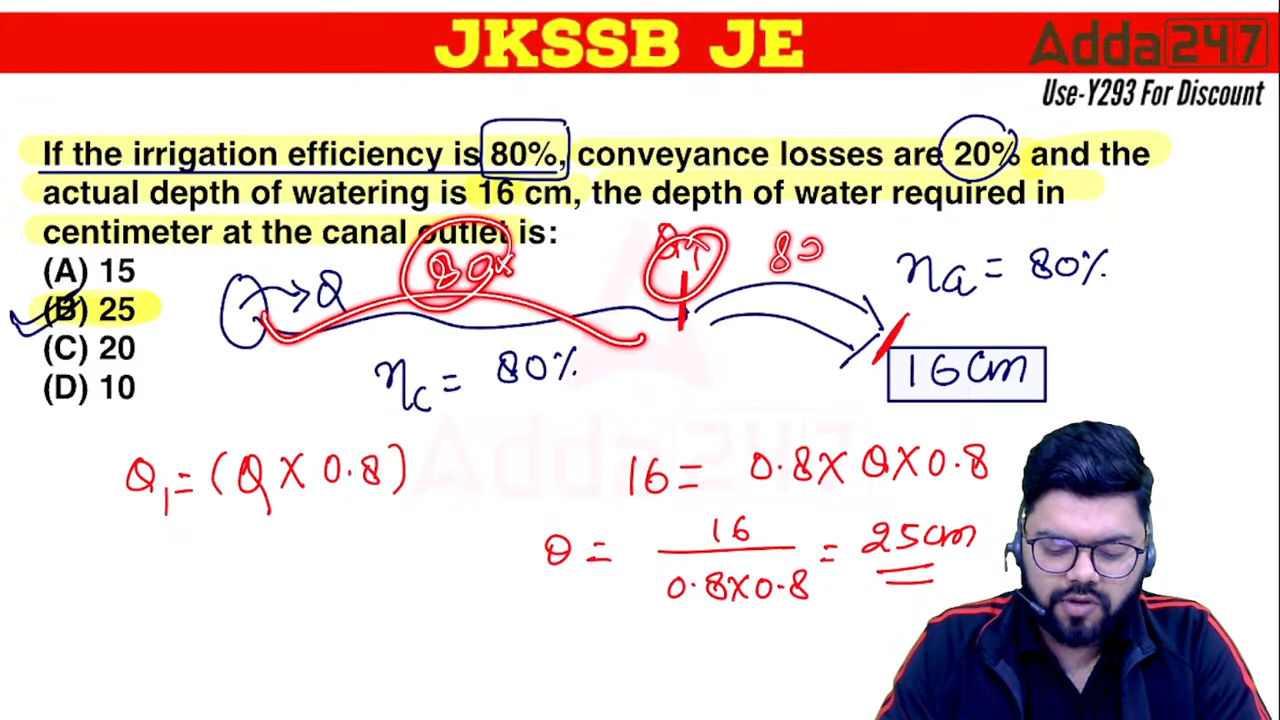 JKSSB JE
Adda247
Use-Y293 For Discount
If the irrigation efficiency is 80%, conveyance losses are 20% and the
actual depth of watering is 16 cm, the depth of water required in
centimeter at the canal outlet is:
(A) 15
(B) 25
(C) 20
(D) 10
Q
80%
80
ηa = 80%
ηc = 80%
16cm
Q1 = (Q X 0.8)
16 = 0.8 X Q X 0.8
Q = 16 / 0.8X0.8 = 25cm